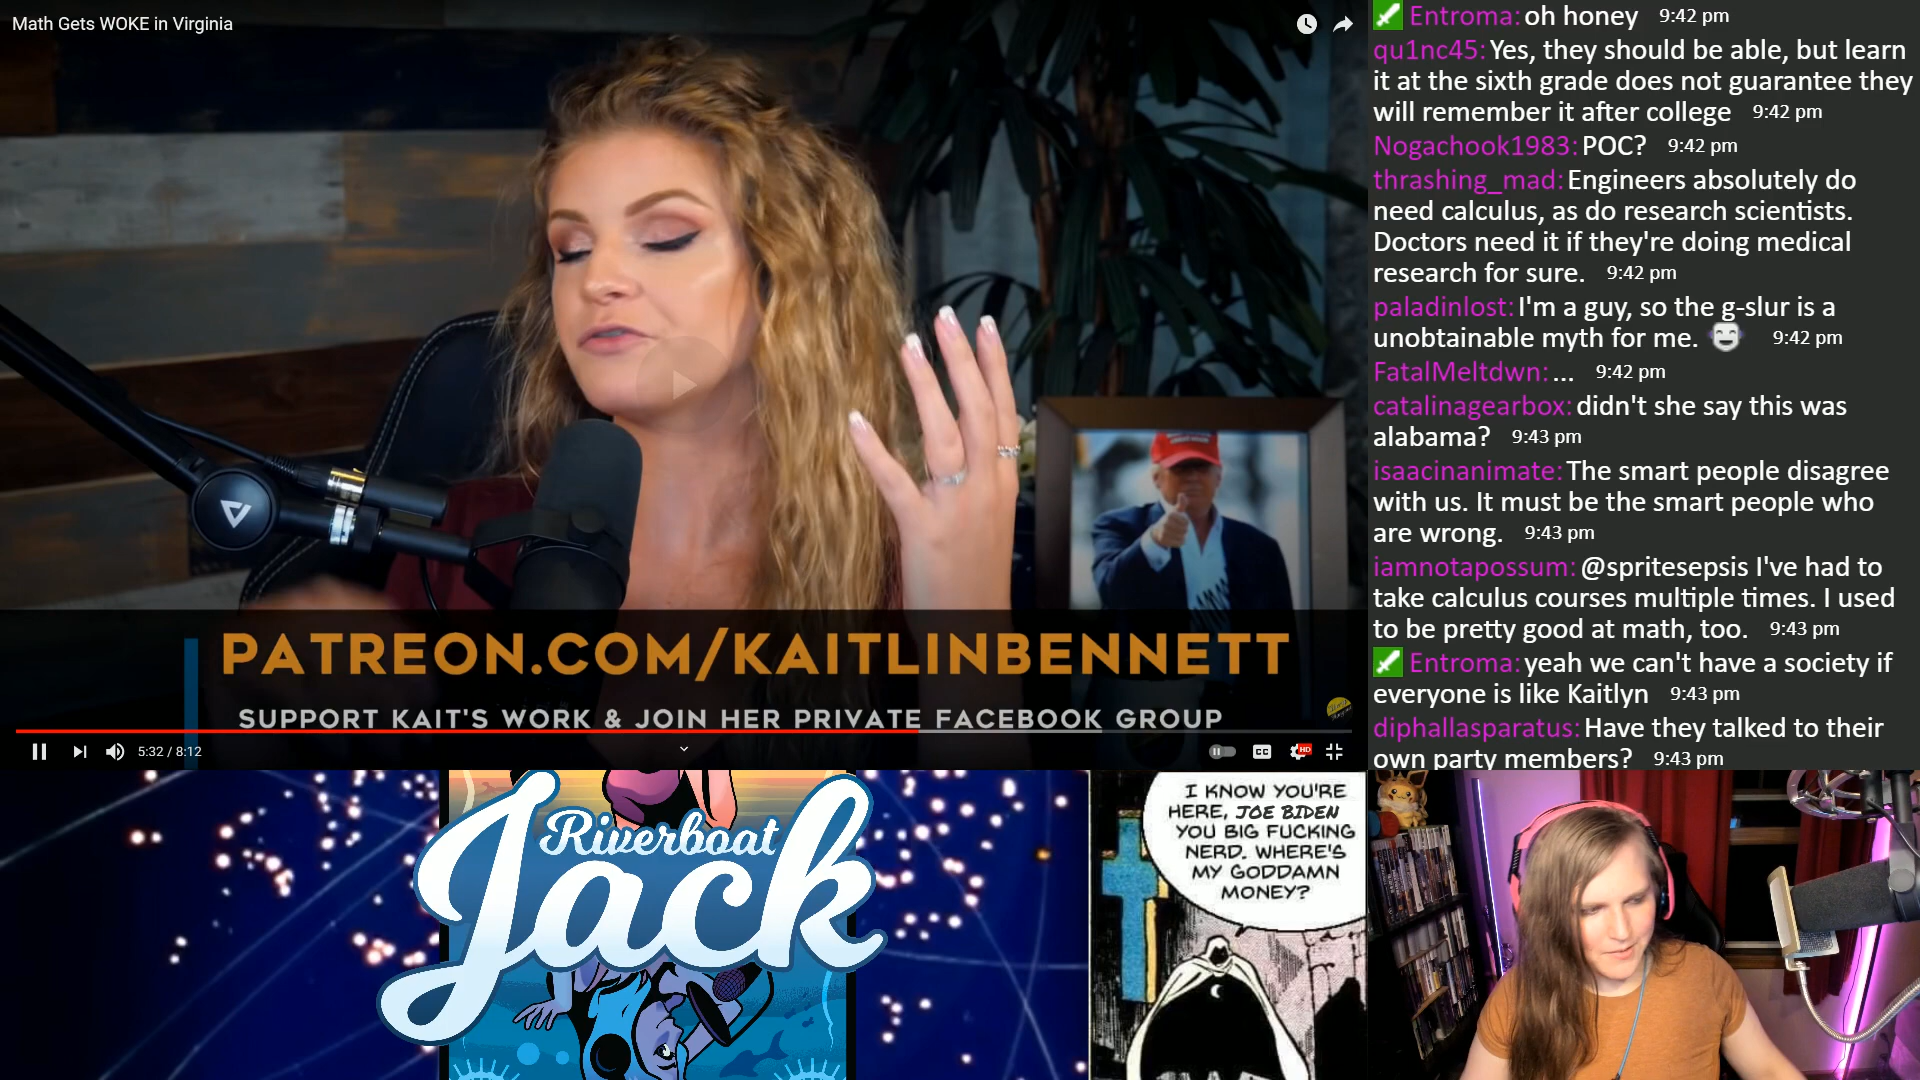 Math Gets WOKE in Virginia
PATREON.COM/KAITLINBENNETT
SUPPORT KAIT'S WORK & JOIN HER PRIVATE FACEBOOK GROUP
5:32 / 8:12
CC
HD
Entroma: oh honey 9:42 pm
qu1nc45: Yes, they should be able, but learn
it at the sixth grade does not guarantee they
will remember it after college 9:42 pm
Nogachook1983: POC? 9:42 pm
thrashing_mad: Engineers absolutely do
need calculus, as do research scientists.
Doctors need it if they're doing medical
research for sure. 9:42 pm
paladinlost: I'm a guy, so the g-slur is a
unobtainable myth for me. 9:42 pm
FatalMeltdwn: ... 9:42 pm
catalinagearbox: didn't she say this was
alabama? 9:43 pm
isaacinanimate: The smart people disagree
with us. It must be the smart people who
are wrong. 9:43 pm
iamnotapossum: @spritesepsis I've had to
take calculus courses multiple times. I used
to be pretty good at math, too. 9:43 pm
Entroma: yeah we can't have a society if
everyone is like Kaitlyn 9:43 pm
diphallasparatus: Have they talked to their
own party members? 9:43 pm
Riverboat
Jack
I KNOW YOU'RE
HERE, JOE BIDEN
YOU BIG FUCKING
NERD. WHERE'S
MY GODDAMN
MONEY?